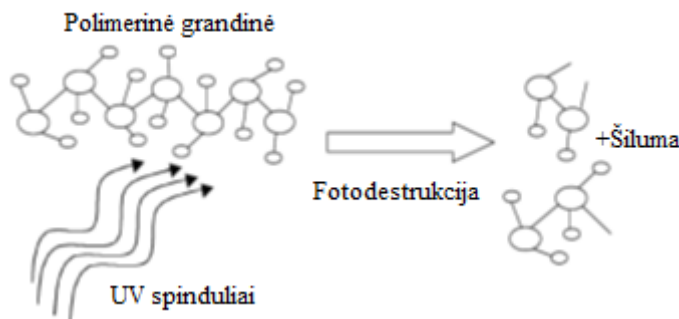 Polimerinė grandinė
+Šiluma
Fotodestrukcija
UV spinduliai